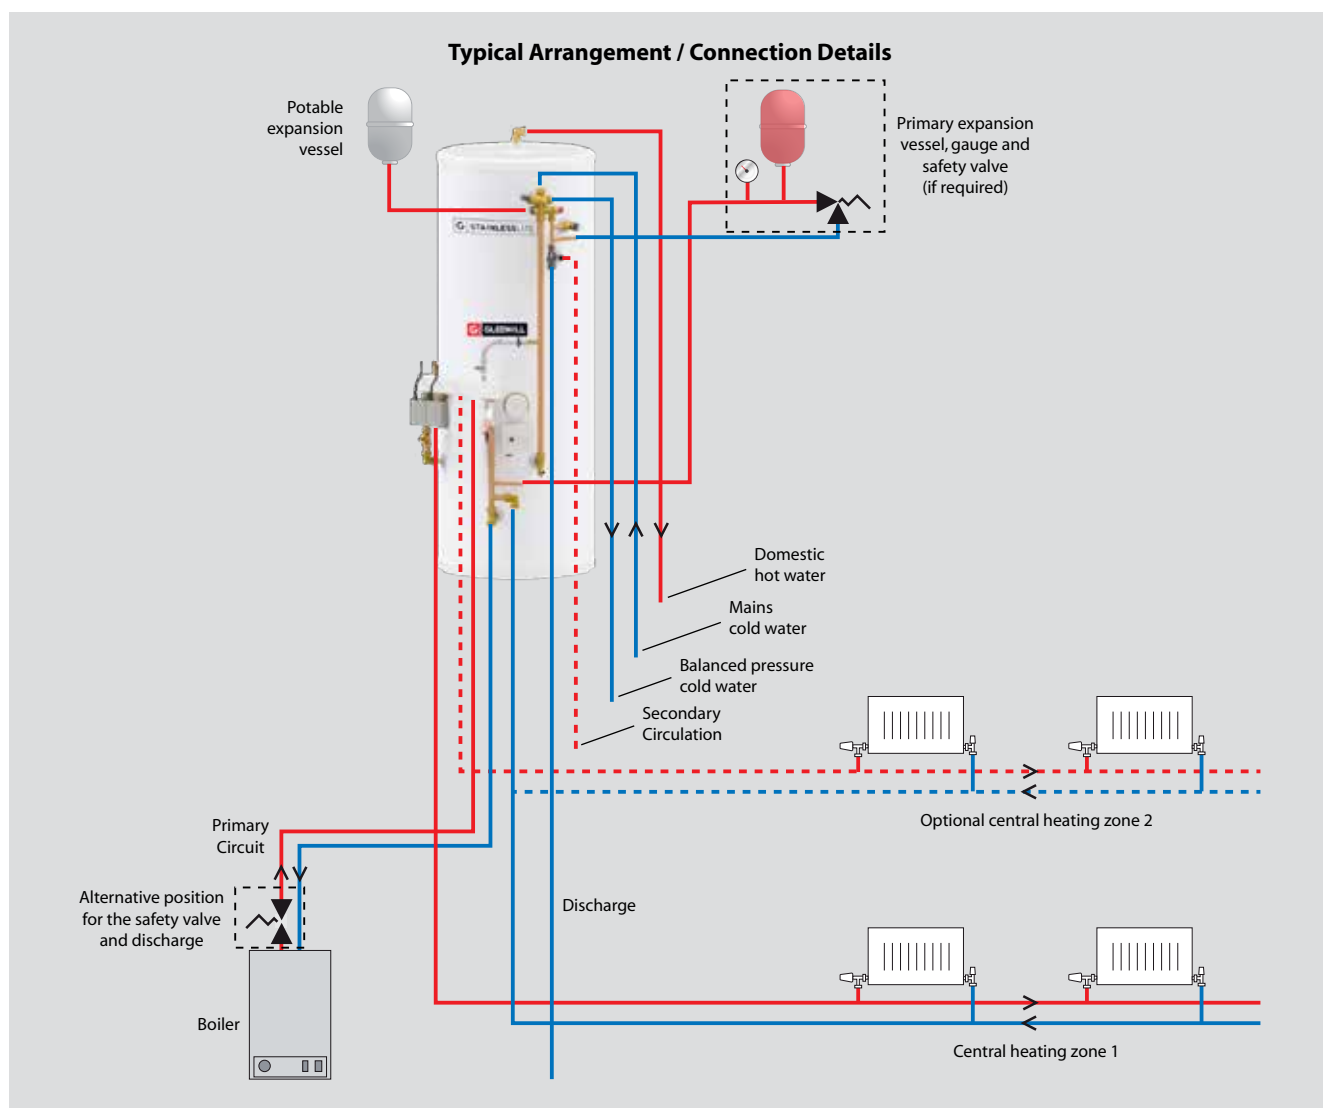 Typical Arrangement / Connection Details
Potable
expansion
vessel
Primary expansion
vessel, gauge and
safety valve
(if required)
STAINLESSLITE
GLEDHILL
Domestic
hot water
Mains
cold water
Balanced pressure
cold water
Secondary
Circulation
Optional central heating zone 2
Primary
Circuit
Alternative position
for the safety valve
and discharge
Discharge
Boiler
Central heating zone 1